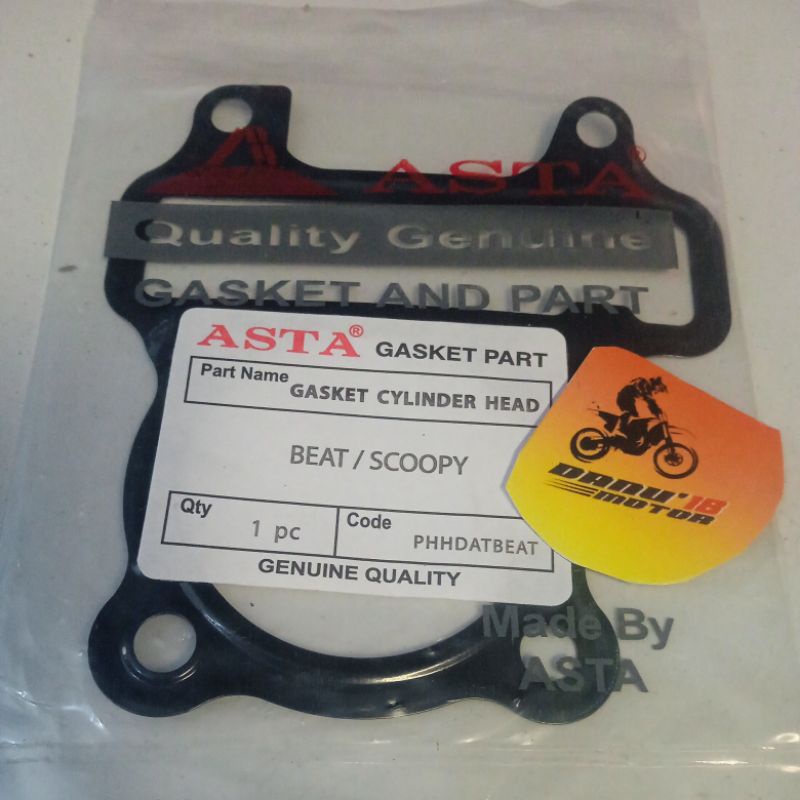 ASTA®
Quality Genuine
GASKET AND PART
ASTA® GASKET PART
Part Name GASKET CYLINDER HEAD
BEAT / SCOOPY
Qty 1 pc
Code PHHDATBEAT
GENUINE QUALITY
DANU'18
MOTOR
Made By
ASTA